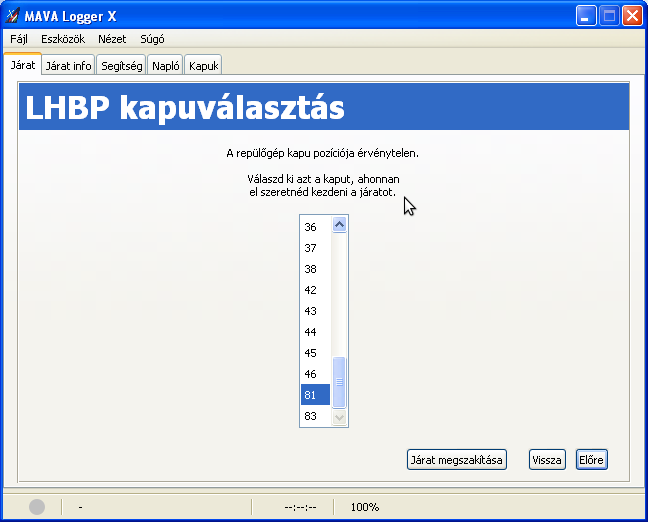 MAVA Logger X
Fájl Eszközök Nézet Súgó
Járat Járat info Segítség Napló Kapuk
LHBP kapuválasztás
A repülőgép kapu pozíciója érvénytelen.
Válaszd ki azt a kaput, ahonnan
el szeretnéd kezdeni a járatot.
36
37
38
42
43
44
45
46
81
83
Járat megszakítása Vissza Előre
- --:--:-- 100%